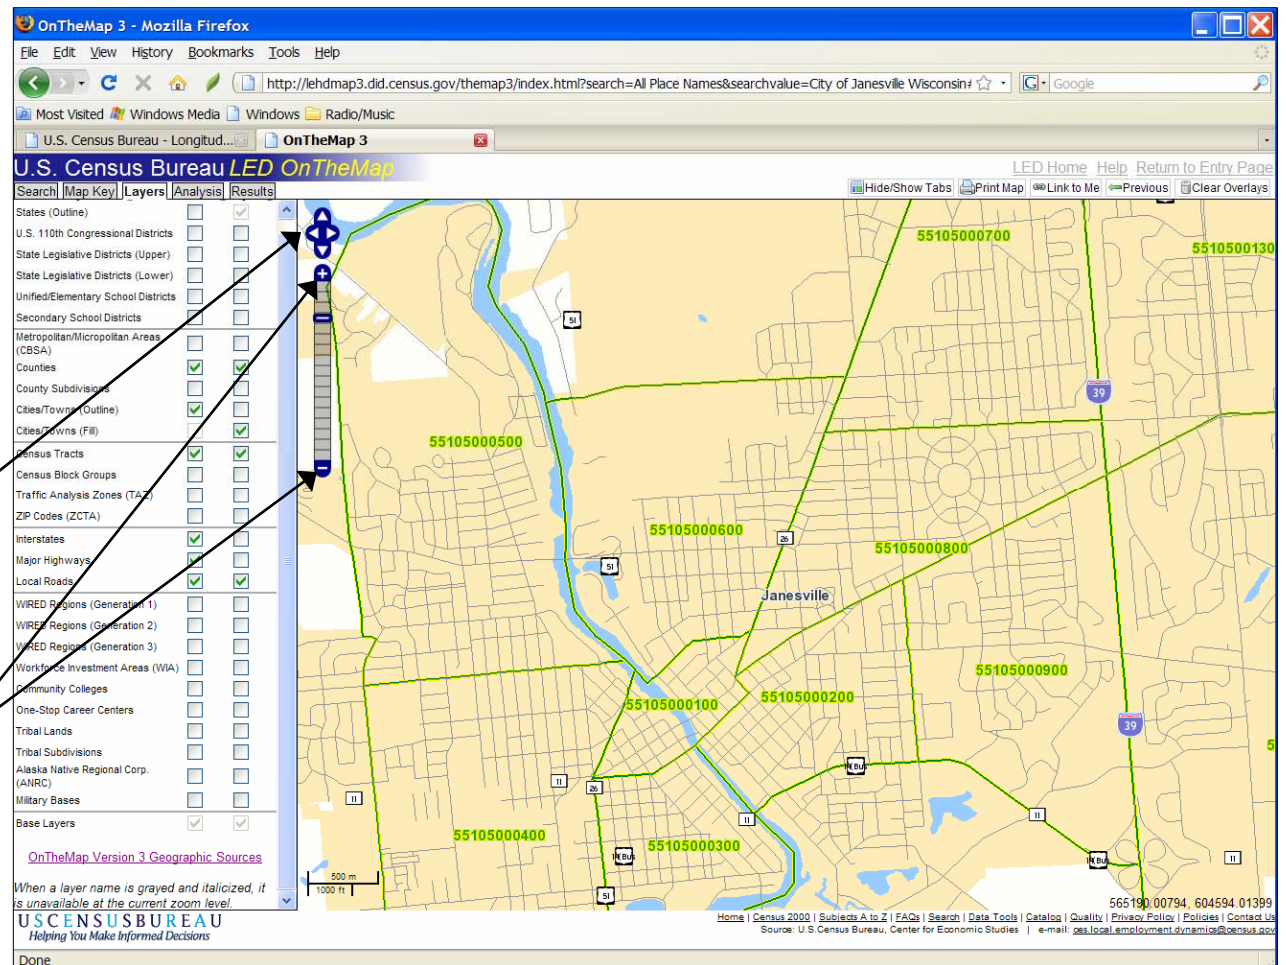 OnTheMap 3 - Mozilla Firefox
File Edit View History Bookmarks Tools Help
http://lehdmap3.did.census.gov/themap3/index.html?search=All Place Names&searchvalue=City of Janesville Wisconsin
G Google
Most Visited Windows Media Windows Radio/Music
U.S. Census Bureau - Longitud... OnTheMap 3
U.S. Census Bureau LED OnTheMap
LED Home Help Return to Entry Page
Search Map Key Layers Analysis Results
Hide/Show Tabs Print Map Link to Me Previous Clear Overlays
States (Outline)
U.S. 110th Congressional Districts
State Legislative Districts (Upper)
State Legislative Districts (Lower)
Unified/Elementary School Districts
Secondary School Districts
Metropolitan/Micropolitan Areas
(CBSA)
Counties
County Subdivisions
Cities/Towns (Outline)
Cities/Towns (Fill)
Census Tracts
Census Block Groups
Traffic Analysis Zones (TAZ)
ZIP Codes (ZCTA)
Interstates
Major Highways
Local Roads
WIRED Regions (Generation 1)
WIRED Regions (Generation 2)
WIRED Regions (Generation 3)
Workforce Investment Areas (WIA)
Community Colleges
One-Stop Career Centers
Tribal Lands
Tribal Subdivisions
Alaska Native Regional Corp.
(ANRC)
Military Bases
Base Layers
OnTheMap Version 3 Geographic Sources
When a layer name is grayed and italicized, it
is unavailable at the current zoom level.
55105000700
55105000130
51
39
55105000500
55105000600
26
55105000800
51
Janesville
55105000900
55105000100
55105000200
39
11
26
11
11
11
55105000400
55105000300
11
51
500 m
1000 ft
565190.00794, 604594.01399
USCENSUSBUREAU
Helping You Make Informed Decisions
Home | Census 2000 | Subjects A to Z | FAQs | Search | Data Tools | Catalog | Quality | Privacy Policy | Policies | Contact Us
Source: U.S.Census Bureau, Center for Economic Studies | e-mail: ces.local.employment.dynamics@census.gov
Done